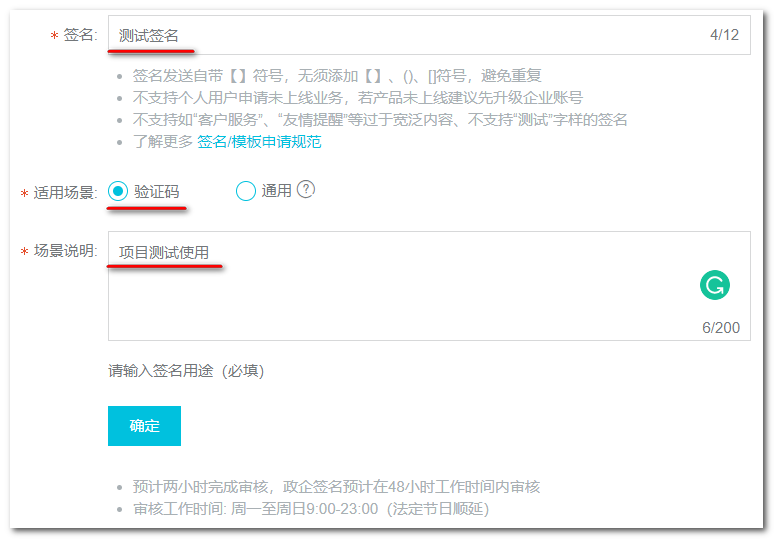 * 签名: 测试签名 4/12
签名发送自带【】符号，无须添加【】、()、[]符号，避免重复
不支持个人用户申请未上线业务，若产品未上线建议先升级企业账号
不支持如“客户服务”、“友情提醒”等过于宽泛内容、不支持“测试”字样的签名
了解更多 签名/模板申请规范
* 适用场景: 验证码 通用 ?
* 场景说明: 项目测试使用
6/200
请输入签名用途（必填）
确定
预计两小时完成审核，政企签名预计在48小时工作时间内审核
审核工作时间: 周一至周日9:00-23:00（法定节日顺延）